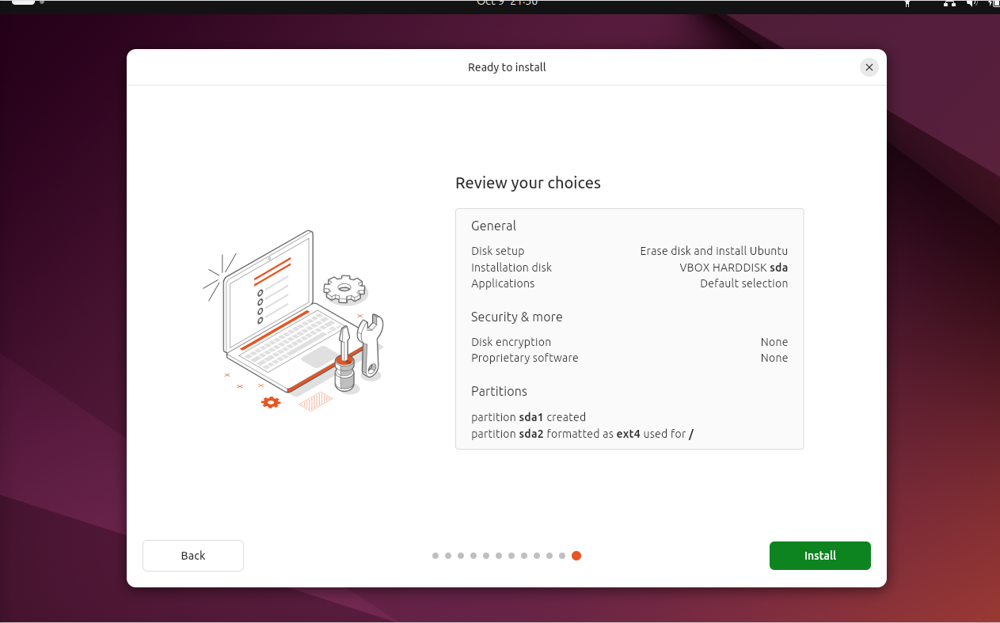 Oct 9 21:56
Ready to install
Review your choices
General
Disk setup Erase disk and install Ubuntu
Installation disk VBOX HARDDISK sda
Applications Default selection
Security & more
Disk encryption None
Proprietary software None
Partitions
partition sda1 created
partition sda2 formatted as ext4 used for /
Back
Install